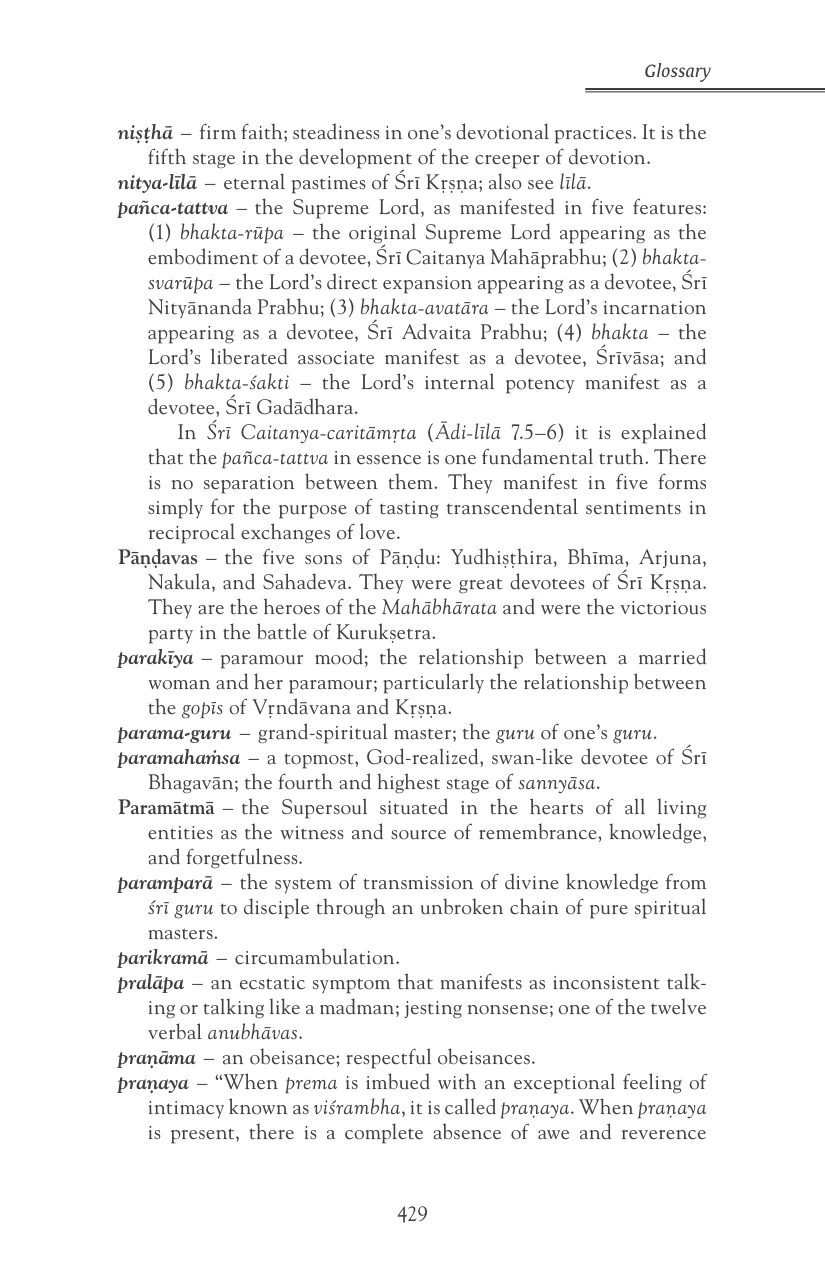 Glossary
niṣṭhā – firm faith; steadiness in one’s devotional practices. It is the
fifth stage in the development of the creeper of devotion.
nitya-līlā – eternal pastimes of Śrī Kṛṣṇa; also see līlā.
pañca-tattva – the Supreme Lord, as manifested in five features:
(1) bhakta-rūpa – the original Supreme Lord appearing as the
embodiment of a devotee, Śrī Caitanya Mahāprabhu; (2) bhakta-
svarūpa – the Lord’s direct expansion appearing as a devotee, Śrī
Nityānanda Prabhu; (3) bhakta-avatāra – the Lord’s incarnation
appearing as a devotee, Śrī Advaita Prabhu; (4) bhakta – the
Lord’s liberated associate manifest as a devotee, Śrīvāsa; and
(5) bhakta-śakti – the Lord’s internal potency manifest as a
devotee, Śrī Gadādhara.
In Śrī Caitanya-caritāmṛta (Ādi-līlā 7.5–6) it is explained
that the pañca-tattva in essence is one fundamental truth. There
is no separation between them. They manifest in five forms
simply for the purpose of tasting transcendental sentiments in
reciprocal exchanges of love.
Pāṇḍavas – the five sons of Pāṇḍu: Yudhiṣṭhira, Bhīma, Arjuna,
Nakula, and Sahadeva. They were great devotees of Śrī Kṛṣṇa.
They are the heroes of the Mahābhārata and were the victorious
party in the battle of Kurukṣetra.
parakīya – paramour mood; the relationship between a married
woman and her paramour; particularly the relationship between
the gopīs of Vṛndāvana and Kṛṣṇa.
parama-guru – grand-spiritual master; the guru of one’s guru.
paramahaṁsa – a topmost, God-realized, swan-like devotee of Śrī
Bhagavān; the fourth and highest stage of sannyāsa.
Paramātmā – the Supersoul situated in the hearts of all living
entities as the witness and source of remembrance, knowledge,
and forgetfulness.
paramparā – the system of transmission of divine knowledge from
śrī guru to disciple through an unbroken chain of pure spiritual
masters.
parikramā – circumambulation.
pralāpa – an ecstatic symptom that manifests as inconsistent talk-
ing or talking like a madman; jesting nonsense; one of the twelve
verbal anubhāvas.
praṇāma – an obeisance; respectful obeisances.
praṇaya – “When prema is imbued with an exceptional feeling of
intimacy known as viśrambha, it is called praṇaya. When praṇaya
is present, there is a complete absence of awe and reverence
429